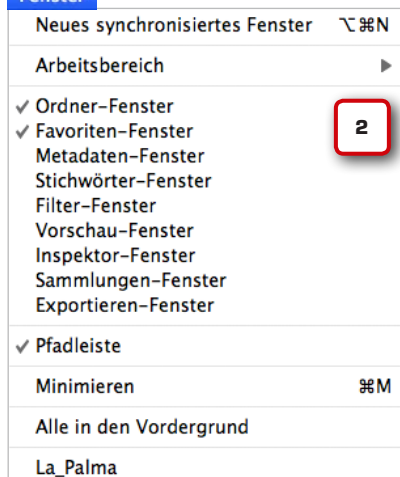 Fenster
Neues synchronisiertes Fenster ⌥⌘N
Arbeitsbereich ▶
✓ Ordner-Fenster
✓ Favoriten-Fenster
2
Metadaten-Fenster
Stichwörter-Fenster
Filter-Fenster
Vorschau-Fenster
Inspektor-Fenster
Sammlungen-Fenster
Exportieren-Fenster
✓ Pfadleiste
Minimieren ⌘M
Alle in den Vordergrund
La_Palma